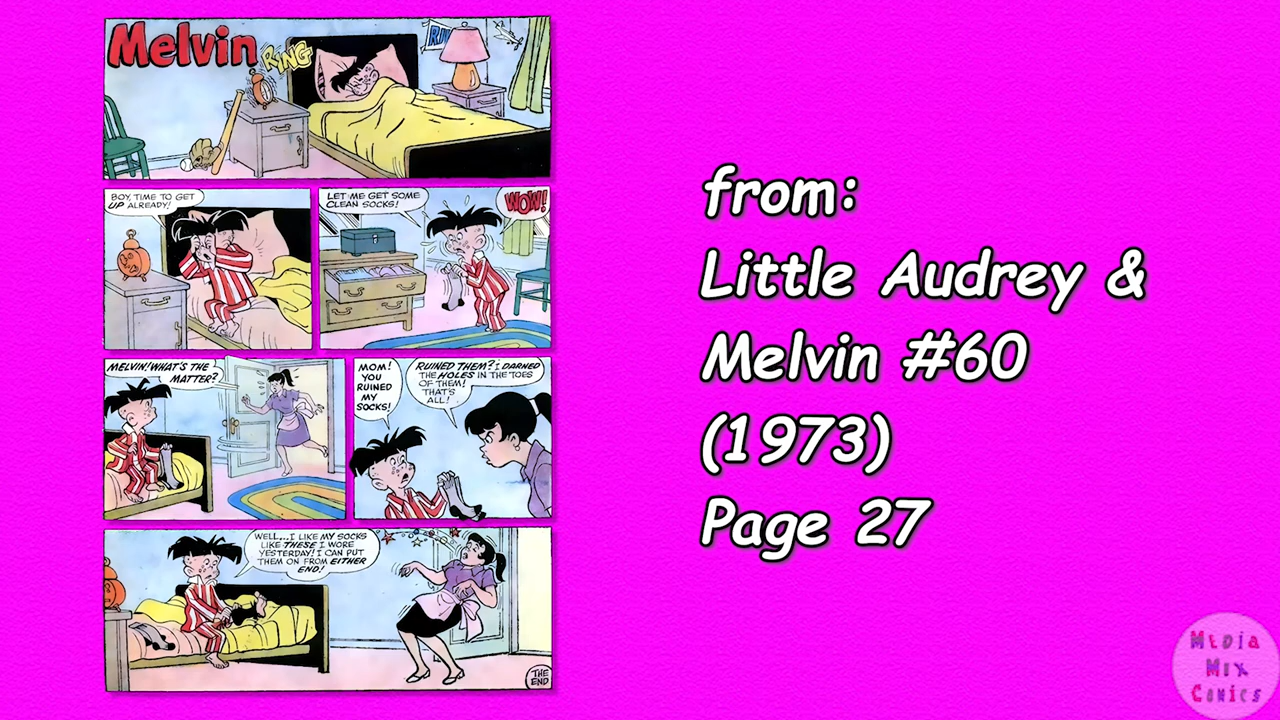 Melvin
RING
BOY, TIME TO GET
UP ALREADY!
LET ME GET SOME
CLEAN SOCKS!
WOW!
MELVIN! WHAT'S THE
MATTER?
MOM!
YOU
RUINED
MY
SOCKS!
RUINED THEM? I DARNED
THE HOLES IN THE TOES
OF THEM!
THAT'S
ALL!
WELL... I LIKE MY SOCKS
LIKE THESE I WORE
YESTERDAY! I CAN PUT
THEM ON FROM EITHER
END!
THE
END
from:
Little Audrey &
Melvin #60
(1973)
Page 27
MEDIA
MIX
COMICS